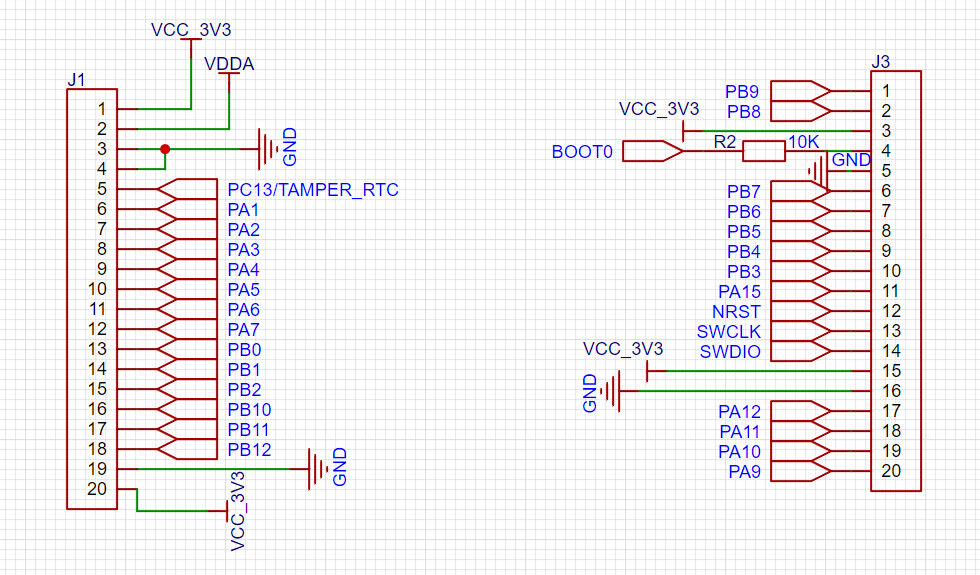 VCC_3V3
VDDA
J1
1
2
3
4
GND
5 PC13/TAMPER_RTC
6 PA1
7 PA2
8 PA3
9 PA4
10 PA5
11 PA6
12 PA7
13 PB0
14 PB1
15 PB2
16 PB10
17 PB11
18 PB12
19 GND
20 VCC_3V3
J3
PB9 1
PB8 2
VCC_3V3 3
BOOT0 R2 10K 4
GND 5
PB7 6
PB6 7
PB5 8
PB4 9
PB3 10
PA15 11
NRST 12
SWCLK 13
SWDIO 14
VCC_3V3 15
GND 16
PA12 17
PA11 18
PA10 19
PA9 20